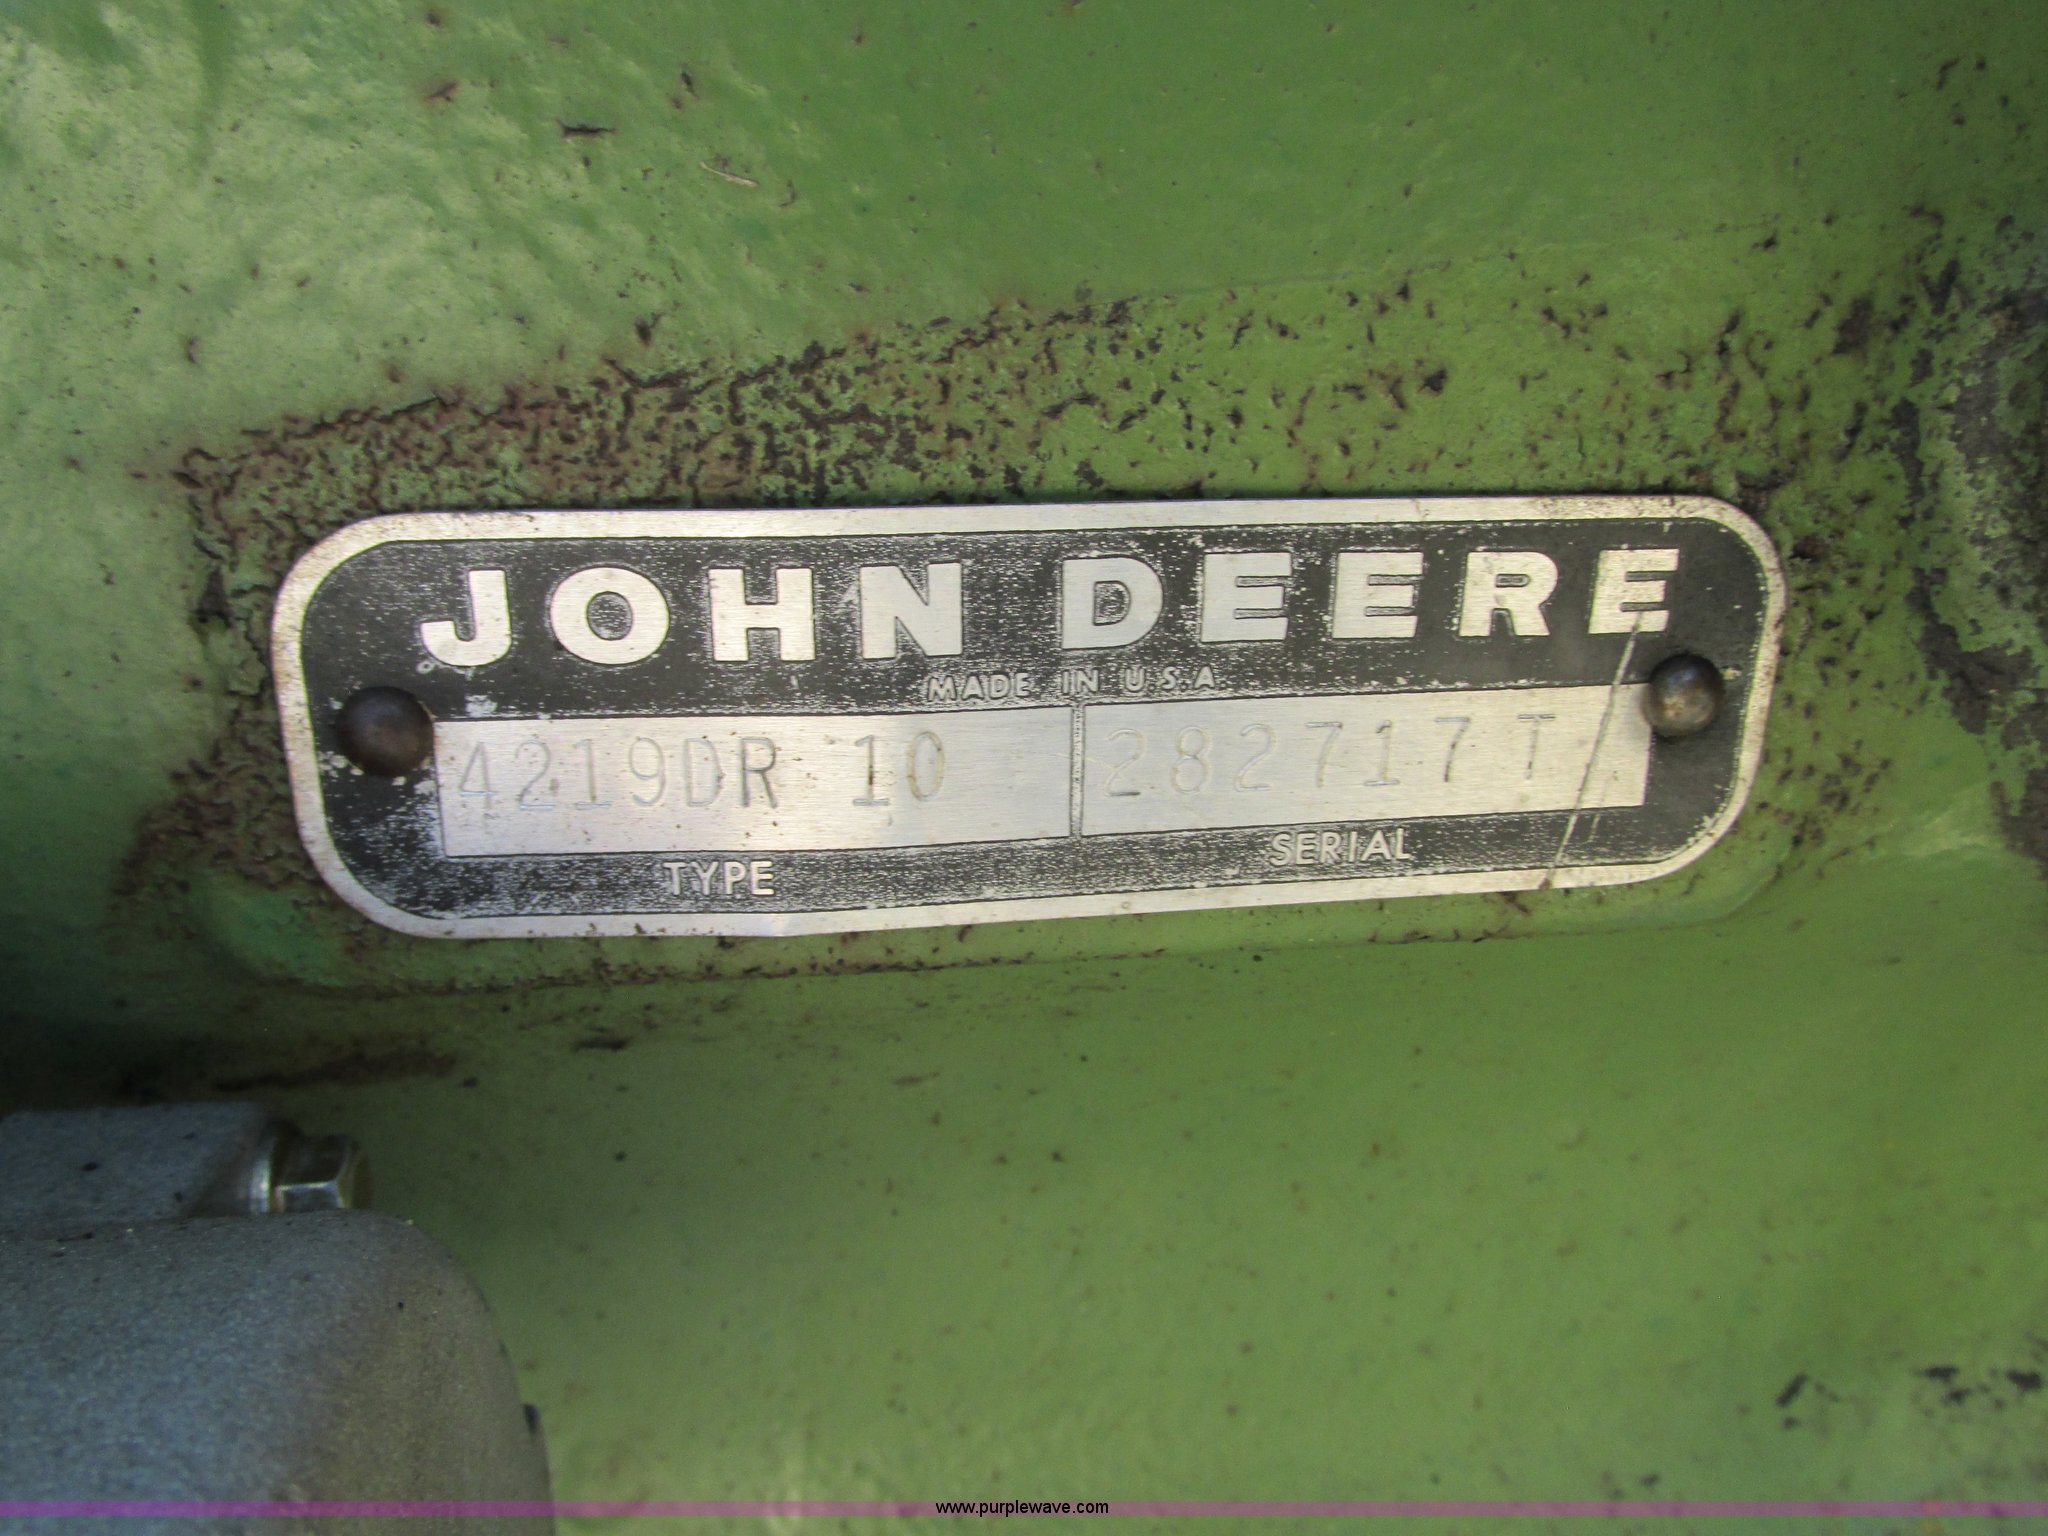 JOHN DEERE
MADE IN U.S.A.
4219DR 10 282717T
TYPE SERIAL
www.purplewave.com